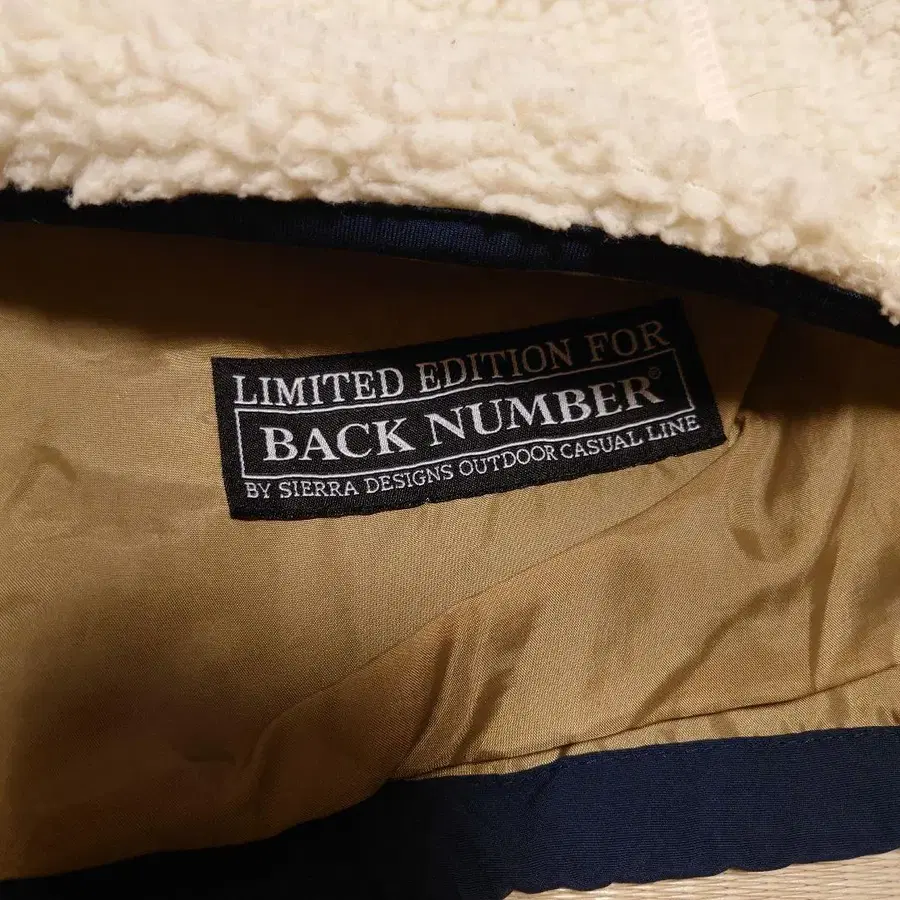 LIMITED EDITION FOR
BACK NUMBER®
BY SIERRA DESIGNS OUTDOOR CASUAL LINE